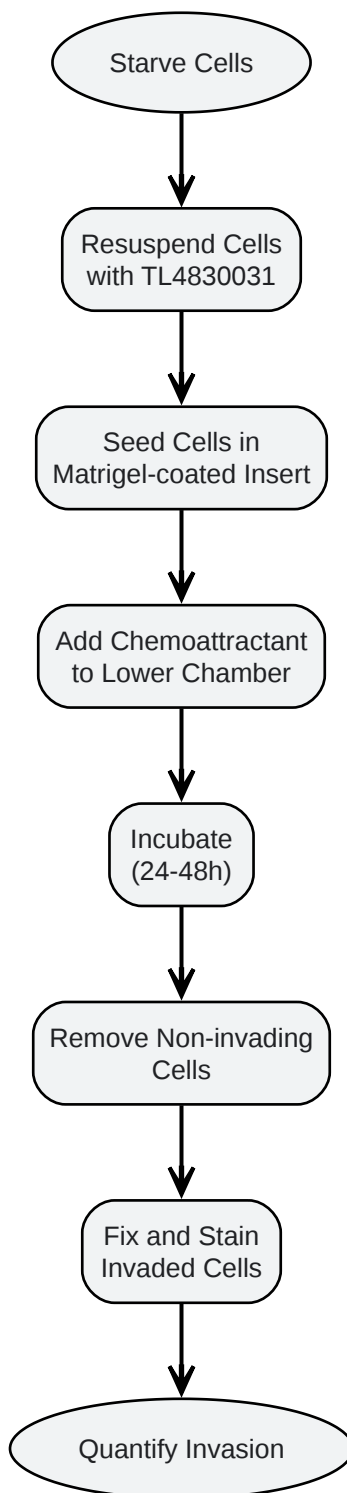 Starve Cells
Resuspend Cells
with TL4830031
Seed Cells in
Matrigel-coated Insert
Add Chemoattractant
to Lower Chamber
Incubate
(24-48h)
Remove Non-invading
Cells
Fix and Stain
Invaded Cells
Quantify Invasion